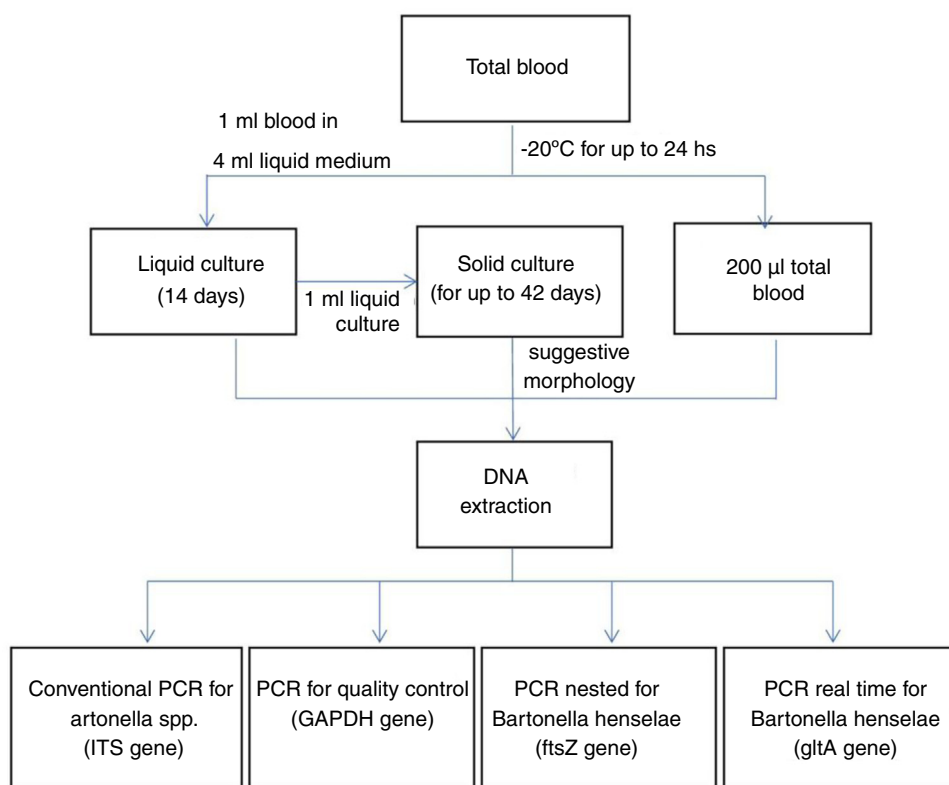 Total blood
1 ml blood in
4 ml liquid medium
-20ºC for up to 24 hs
Liquid culture
(14 days)
1 ml liquid
culture
Solid culture
(for up to 42 days)
200 µl total
blood
suggestive
morphology
DNA
extraction
Conventional PCR for
artonella spp.
(ITS gene)
PCR for quality control
(GAPDH gene)
PCR nested for
Bartonella henselae
(ftsZ gene)
PCR real time for
Bartonella henselae
(gltA gene)